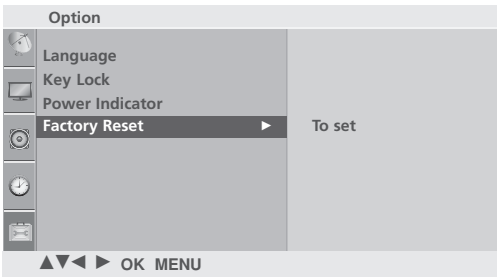 Option
Language
Key Lock
Power Indicator
Factory Reset ► To set
▲▼◄ ► OK MENU